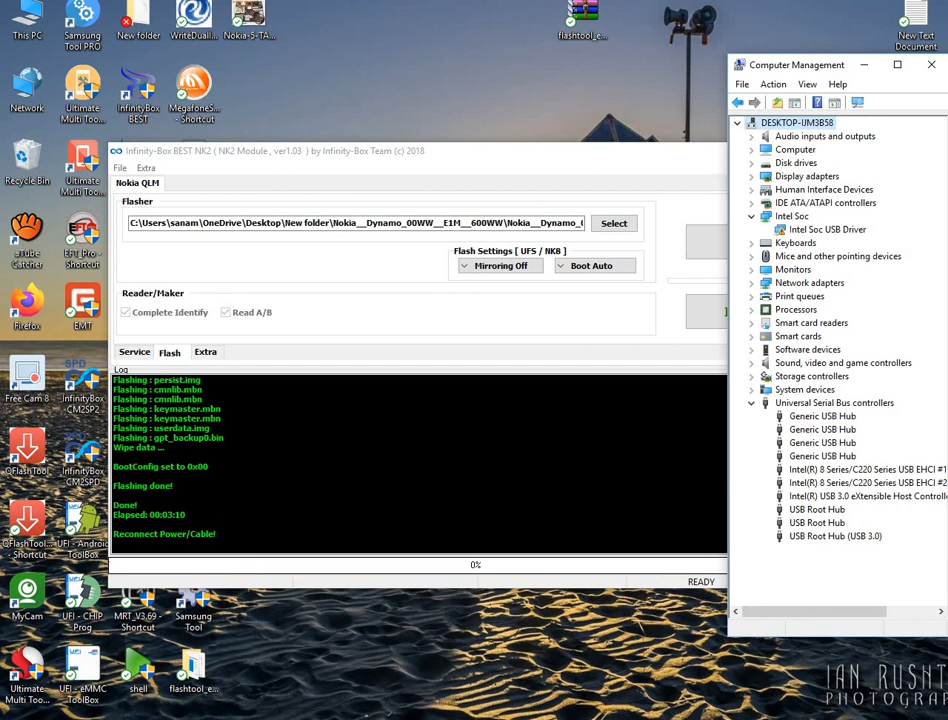 This PC
Samsung
Tool PRO
New folder
WriteDuall...
Nokia-5-TA...
flashtool_e...
New Text
Document
Network
Ultimate
Multi Too...
InfinityBox
BEST
MegafoneS...
- Shortcut
Recycle Bin
Ultimate
Multi Too...
aTube
Catcher
EFT_Pro -
Shortcut
Firefox
EMT
Free Cam 8
InfinityBox
CM2SP2
QFlashTool...
InfinityBox
CM2SPD
QFlashTool...
- Shortcut
UFI - Android
ToolBox
MyCam
UFI - CHIP
Prog
MRT_V3.69 -
Shortcut
Samsung
Tool
Ultimate
Multi Too...
UFI - eMMC
ToolBox
shell
flashtool_e...
Infinity-Box BEST NK2 ( NK2 Module , ver1.03 ) by Infinity-Box Team (c) 2018
File Extra
Nokia QLM
Flasher
C:\Users\sanam\OneDrive\Desktop\New folder\Nokia__Dynamo_00WW__E1M__600WW\Nokia__Dynamo_
Select
Flash Settings [ UFS / NK8 ]
Mirroring Off
Boot Auto
Reader/Maker
Complete Identify
Read A/B
Service Flash Extra
Log
Flashing : persist.img
Flashing : cmnlib.mbn
Flashing : cmnlib.mbn
Flashing : keymaster.mbn
Flashing : keymaster.mbn
Flashing : userdata.img
Flashing : gpt_backup0.bin
Wipe data ...
BootConfig set to 0x00
Flashing done!
Done!
Elapsed: 00:03:10
Reconnect Power/Cable!
0%
READY
Computer Management
File Action View Help
DESKTOP-IJM3B58
Audio inputs and outputs
Computer
Disk drives
Display adapters
Human Interface Devices
IDE ATA/ATAPI controllers
Intel Soc
Intel Soc USB Driver
Keyboards
Mice and other pointing devices
Monitors
Network adapters
Print queues
Processors
Smart card readers
Smart cards
Software devices
Sound, video and game controllers
Storage controllers
System devices
Universal Serial Bus controllers
Generic USB Hub
Generic USB Hub
Generic USB Hub
Generic USB Hub
Intel(R) 8 Series/C220 Series USB EHCI #1
Intel(R) 8 Series/C220 Series USB EHCI #2
Intel(R) USB 3.0 eXtensible Host Controll
USB Root Hub
USB Root Hub
USB Root Hub (USB 3.0)
IAN RUSHT
PHOTOGRA